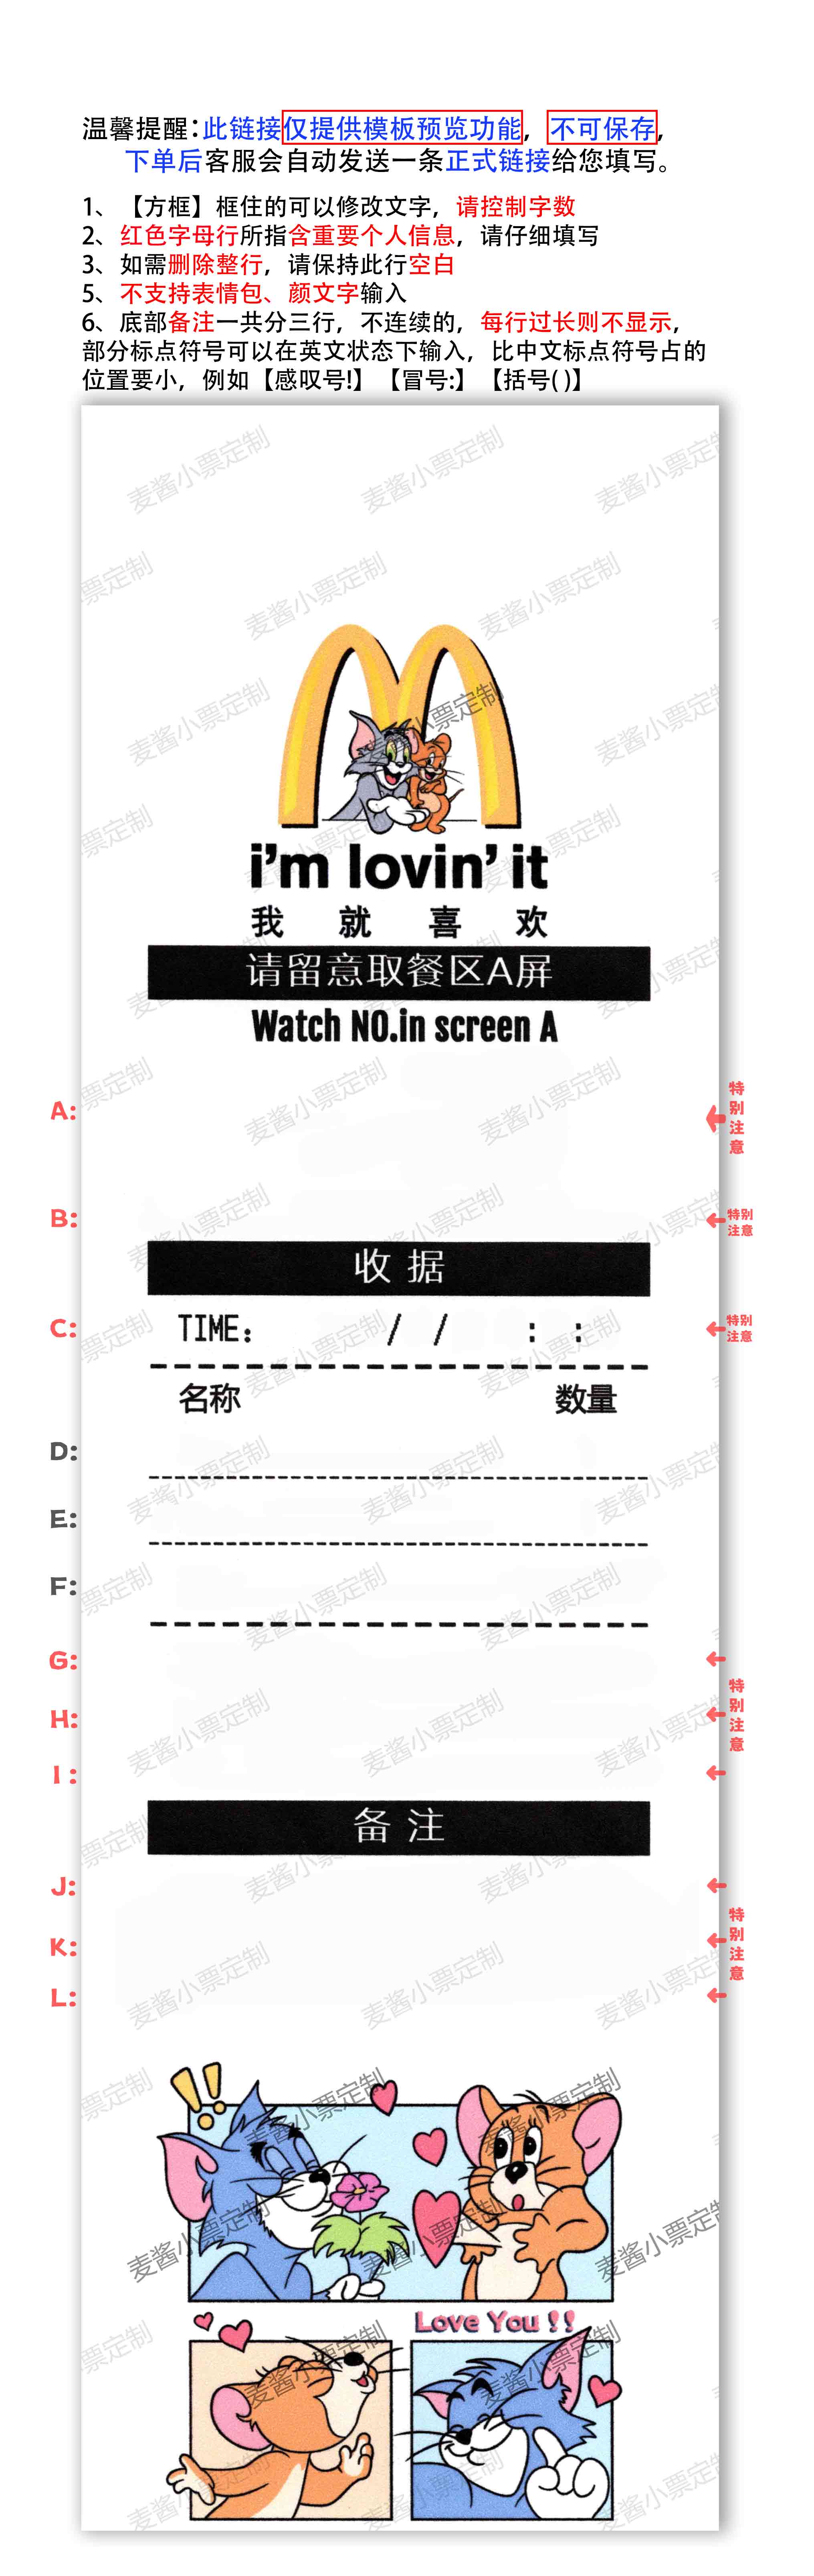 温馨提醒：此链接仅提供模板预览功能，不可保存，
下单后客服会自动发送一条正式链接给您填写。
1、【方框】框住的可以修改文字，请控制字数
2、红色字母行所指含重要个人信息，请仔细填写
3、如需删除整行，请保持此行空白
5、不支持表情包、颜文字输入
6、底部备注一共分三行，不连续的，每行过长则不显示，
部分标点符号可以在英文状态下输入，比中文标点符号占的
位置要小，例如【感叹号!】【冒号:】【括号( )】
麦酱小票定制
i'm lovin' it
我就喜欢
请留意取餐区A屏
Watch NO.in screen A
A: 特别注意
B: 特别注意
收据
C: TIME: / / : : 特别注意
名称 数量
D:
E:
F:
G:
H: 特别注意
I:
备注
J:
K: 特别注意
L:
Love You !!